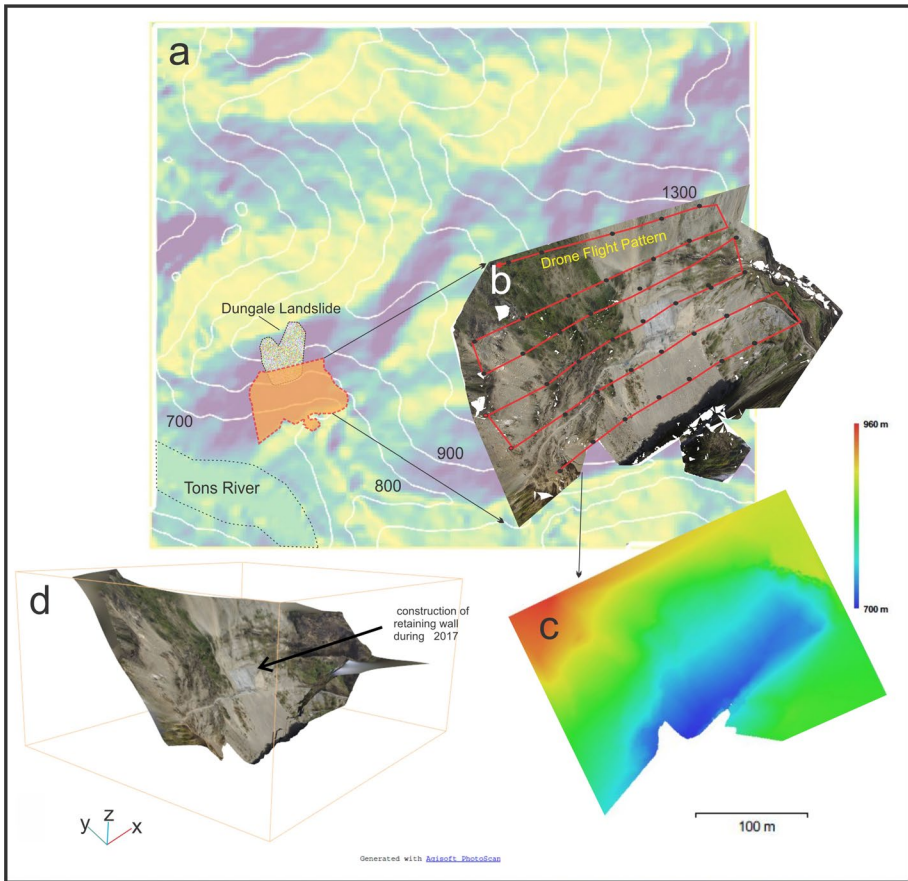 a
1300
Drone Flight Pattern
b
Dungale Landslide
700
900
Tons River
800
960 m
700 m
c
d
construction of
retaining wall
during 2017
y z x
100 m
Generated with Agisoft PhotoScan